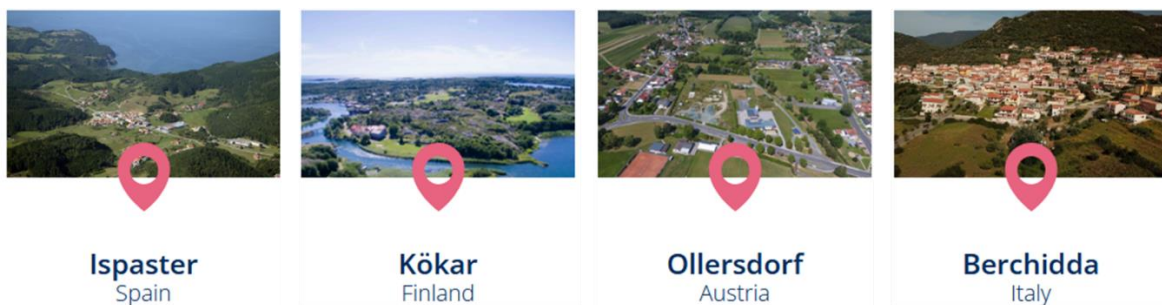 Ispaster
Spain
Kökar
Finland
Ollersdorf
Austria
Berchidda
Italy